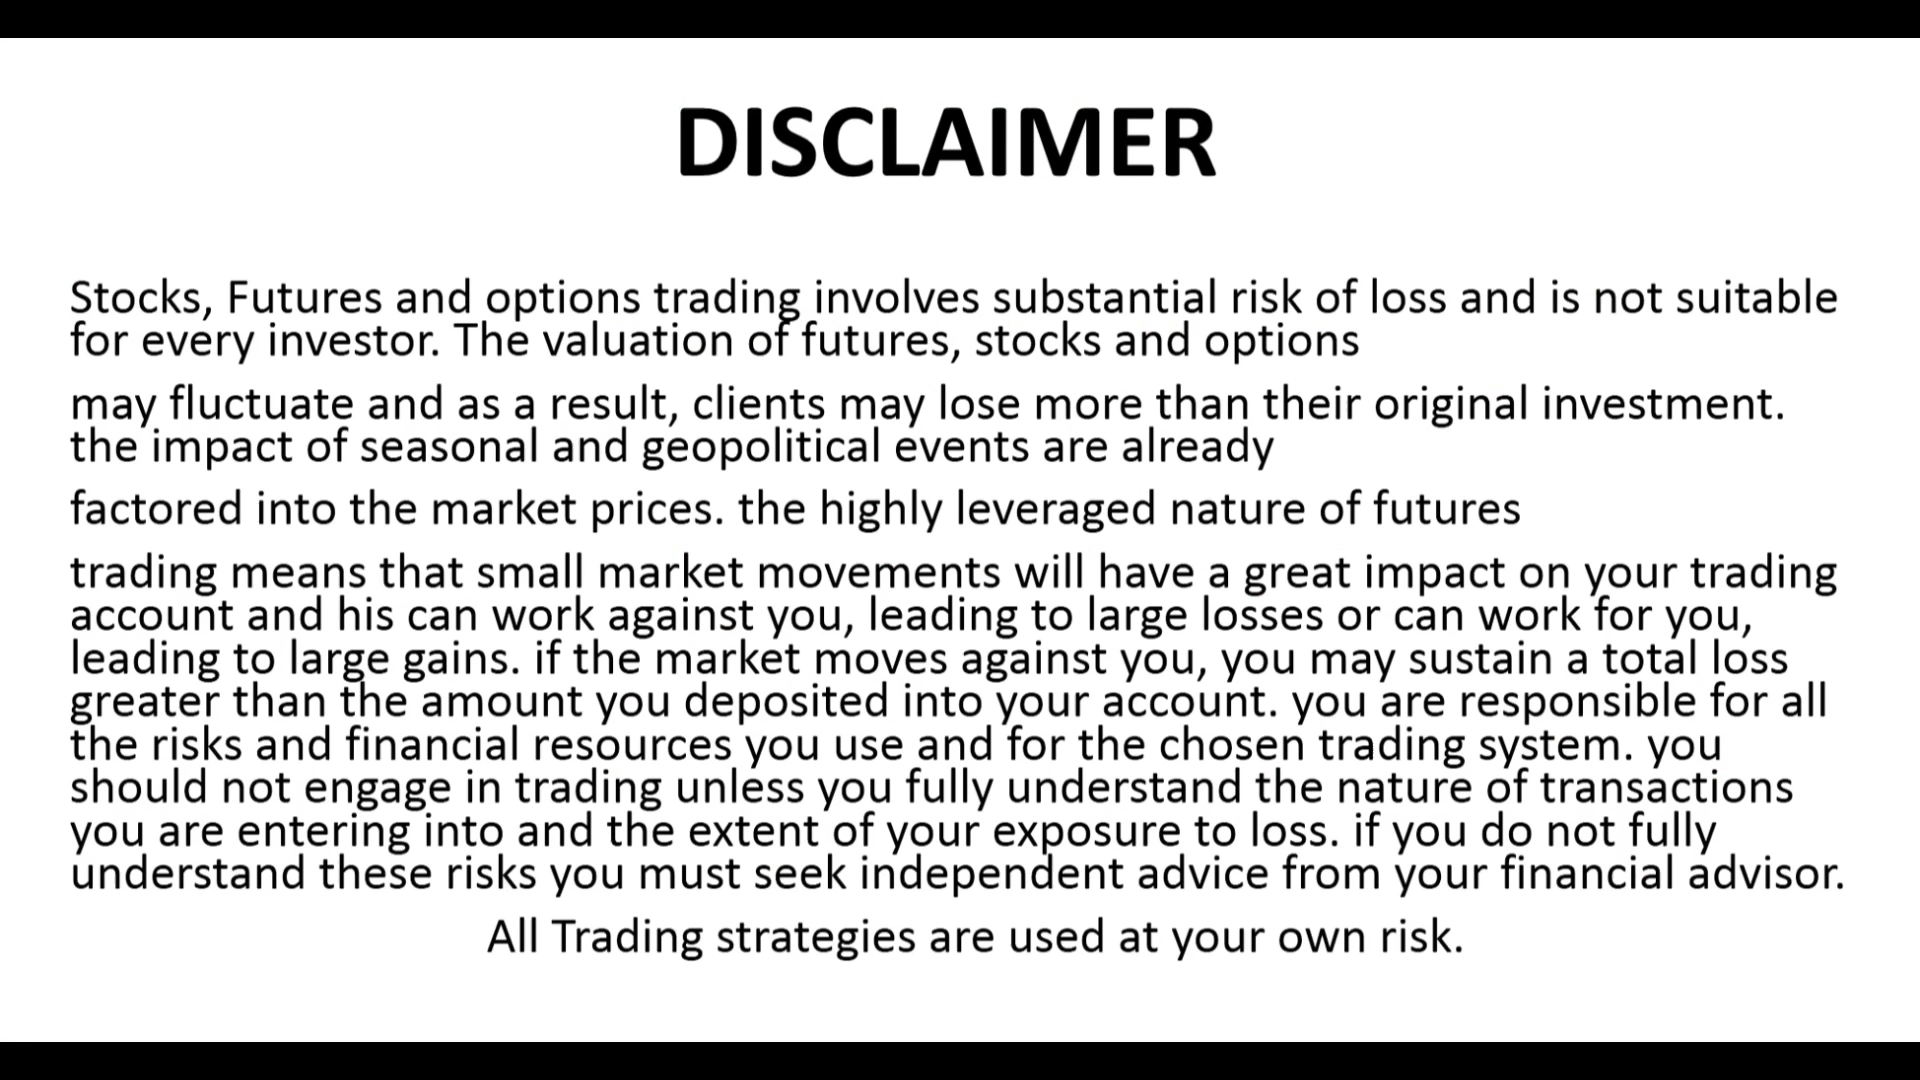 DISCLAIMER
Stocks, Futures and options trading involves substantial risk of loss and is not suitable
for every investor. The valuation of futures, stocks and options
may fluctuate and as a result, clients may lose more than their original investment.
the impact of seasonal and geopolitical events are already
factored into the market prices. the highly leveraged nature of futures
trading means that small market movements will have a great impact on your trading
account and his can work against you, leading to large losses or can work for you,
leading to large gains. if the market moves against you, you may sustain a total loss
greater than the amount you deposited into your account. you are responsible for all
the risks and financial resources you use and for the chosen trading system. you
should not engage in trading unless you fully understand the nature of transactions
you are entering into and the extent of your exposure to loss. if you do not fully
understand these risks you must seek independent advice from your financial advisor.
All Trading strategies are used at your own risk.